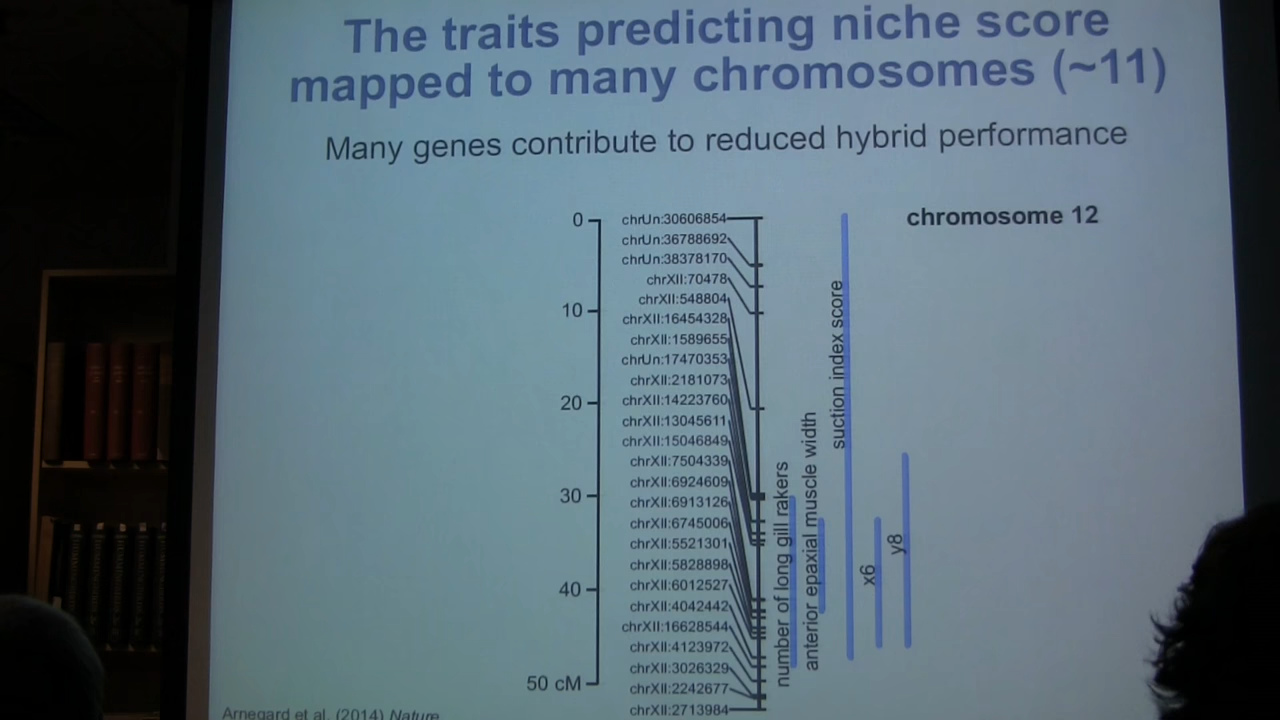 The traits predicting niche score
mapped to many chromosomes (~11)
Many genes contribute to reduced hybrid performance
chromosome 12
0
10
20
30
40
50 cM
chrUn:30606854
chrUn:36788692
chrUn:38378170
chrXII:70478
chrXII:548804
chrXII:16454328
chrXII:1589655
chrUn:17470353
chrXII:2181073
chrXII:14223760
chrXII:13045611
chrXII:15046849
chrXII:7504339
chrXII:6924609
chrXII:6913126
chrXII:6745006
chrXII:5521301
chrXII:5828898
chrXII:6012527
chrXII:4042442
chrXII:16628544
chrXII:4123972
chrXII:3026329
chrXII:2242677
chrXII:2713984
number of long gill rakers
anterior epaxial muscle width
suction index score
x6
y8
Arnegard et al. (2014) Nature